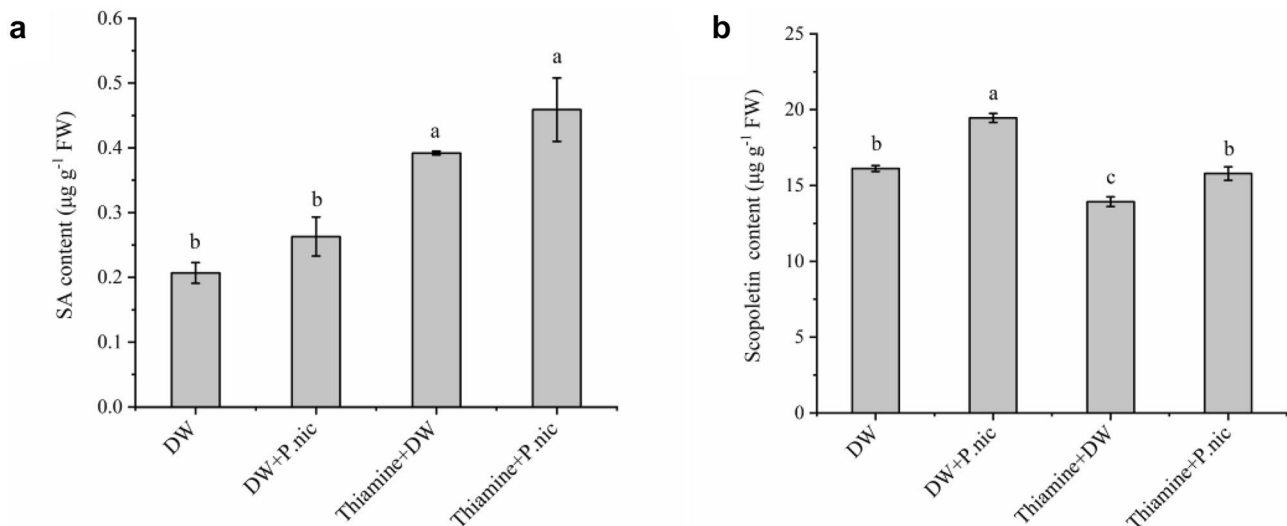 a
SA content (µg g⁻¹ FW)
0.6
0.5
0.4
0.3
0.2
0.1
0.0
b
b
a
a
DW
DW+P.nic
Thiamine+DW
Thiamine+P.nic
b
Scopoletin content (µg g⁻¹ FW)
25
20
15
10
5
0
b
a
c
b
DW
DW+P.nic
Thiamine+DW
Thiamine+P.nic